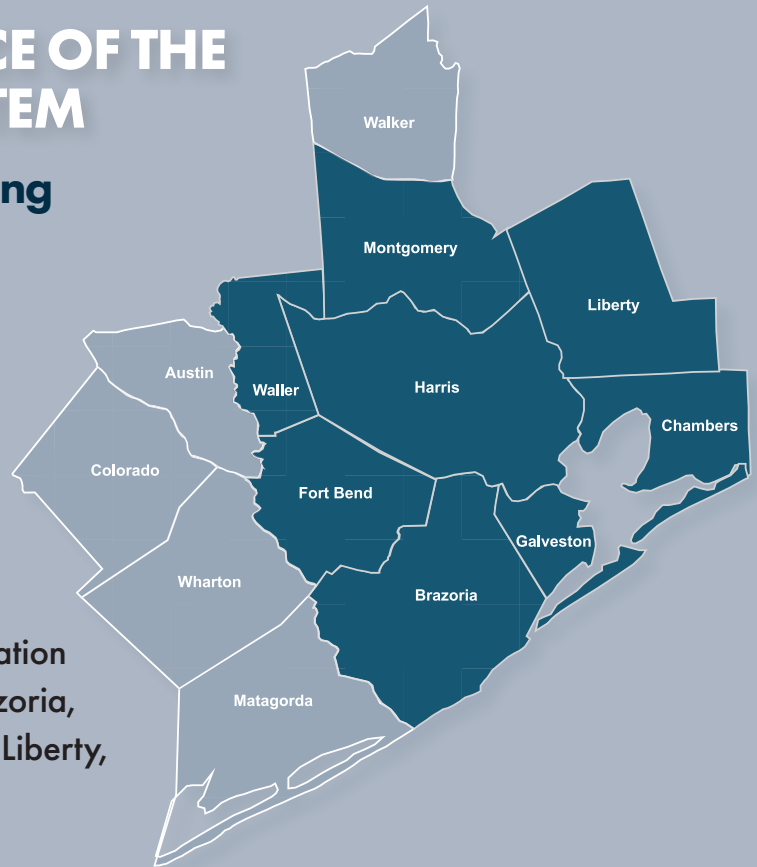 CE OF THE
TEM
ng
Walker
Montgomery
Liberty
Austin
Waller
Harris
Chambers
Colorado
Fort Bend
Galveston
Wharton
Brazoria
Matagorda
ation
zoria,
Liberty,